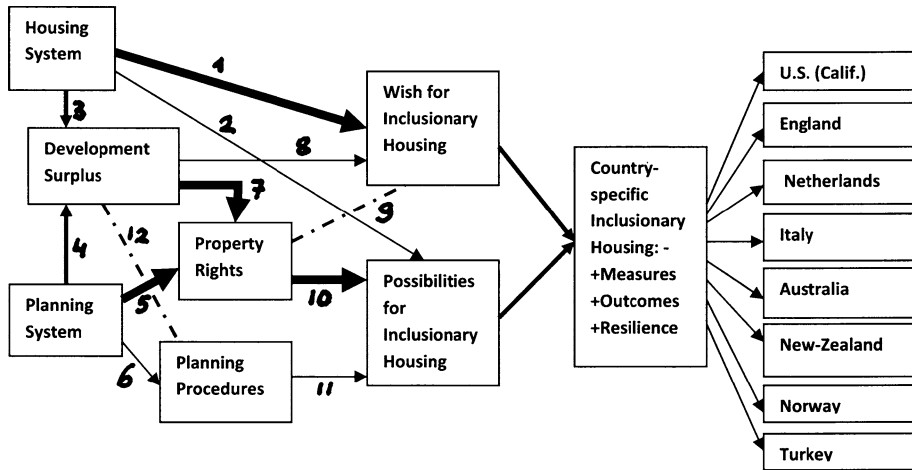 Housing
System
1
3
2
Wish for
Inclusionary
Housing
Development
Surplus
8
7
9
12
4
Property
Rights
5
10
Planning
System
6
Planning
Procedures
11
Possibilities
for
Inclusionary
Housing
Country-
specific
Inclusionary
Housing: -
+Measures
+Outcomes
+Resilience
U.S. (Calif.)
England
Netherlands
Italy
Australia
New-Zealand
Norway
Turkey